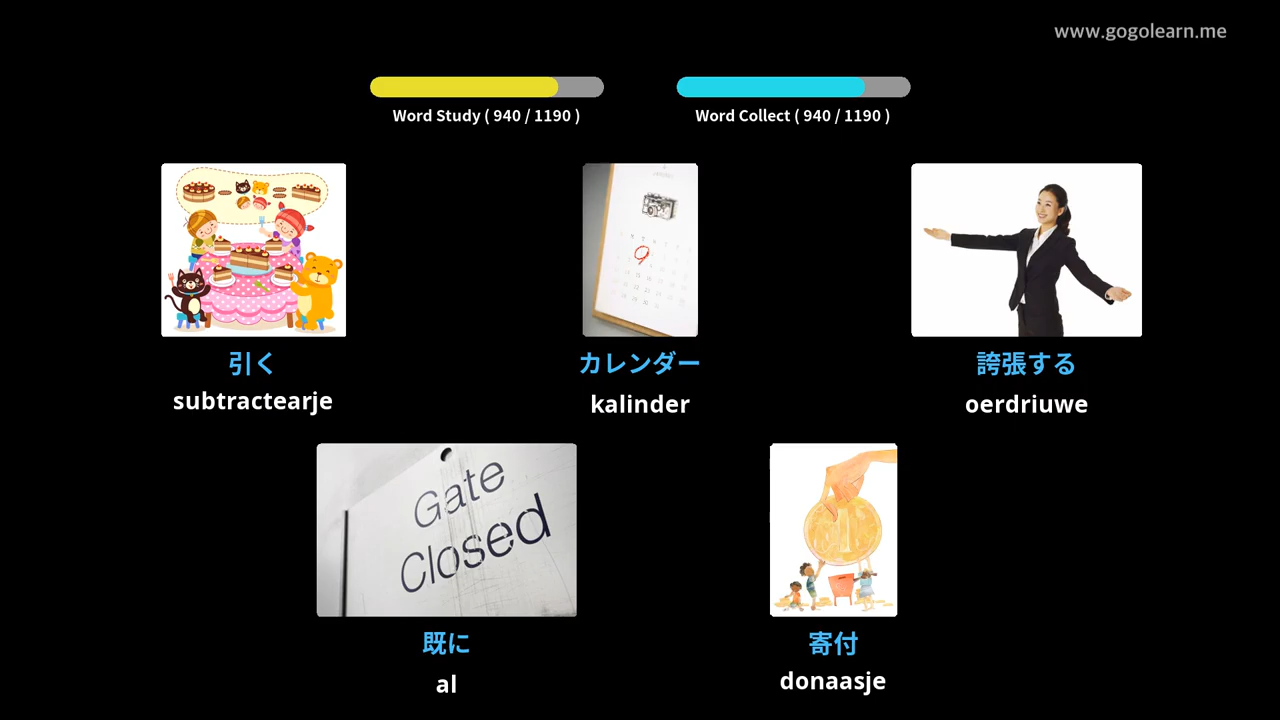 www.gogolearn.me
Word Study ( 940 / 1190 )
Word Collect ( 940 / 1190 )
引く
subtractearje
カレンダー
kalinder
誇張する
oerdriuwe
Gate
Closed
既に
al
寄付
donaasje